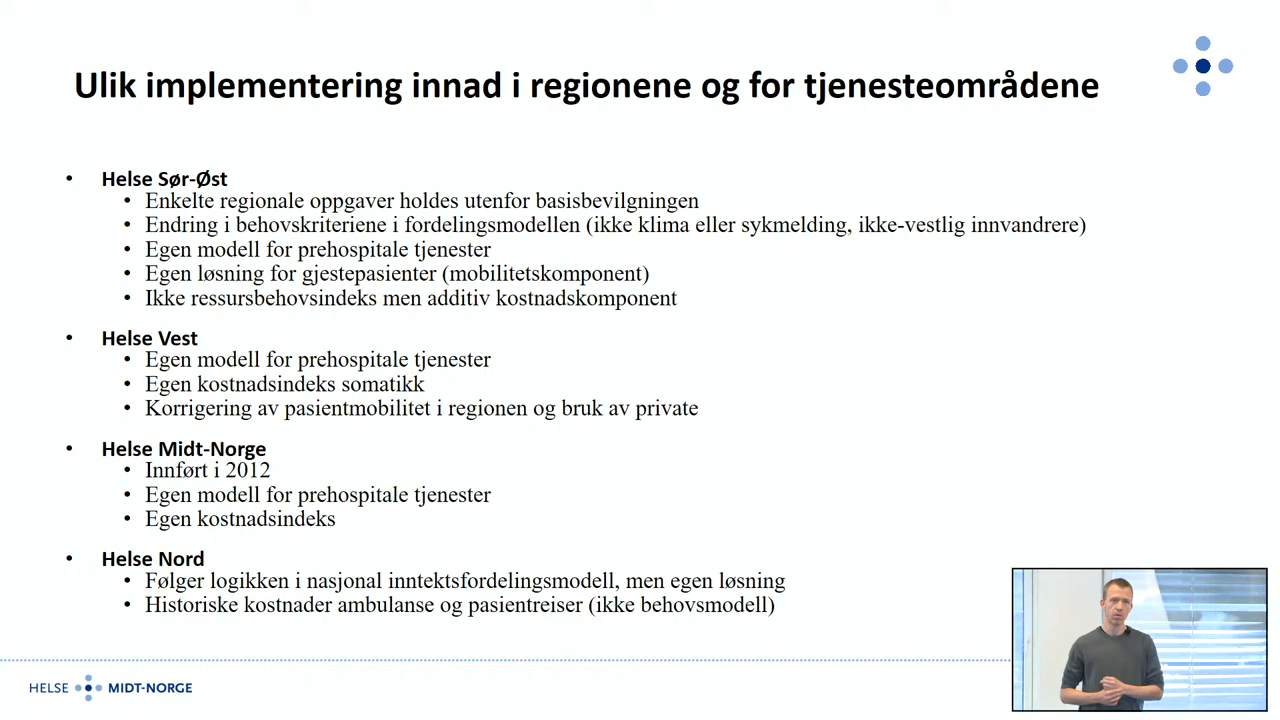 Ulik implementering innad i regionene og for tjenesteområdene
• Helse Sør-Øst
• Enkelte regionale oppgaver holdes utenfor basisbevilgningen
• Endring i behovskriteriene i fordelingsmodellen (ikke klima eller sykmelding, ikke-vestlig innvandrere)
• Egen modell for prehospitale tjenester
• Egen løsning for gjestepasienter (mobilitetskomponent)
• Ikke ressursbehovsindeks men additiv kostnadskomponent
• Helse Vest
• Egen modell for prehospitale tjenester
• Egen kostnadsindeks somatikk
• Korrigering av pasientmobilitet i regionen og bruk av private
• Helse Midt-Norge
• Innført i 2012
• Egen modell for prehospitale tjenester
• Egen kostnadsindeks
• Helse Nord
• Følger logikken i nasjonal inntektsfordelingsmodell, men egen løsning
• Historiske kostnader ambulanse og pasientreiser (ikke behovsmodell)
HELSE MIDT-NORGE